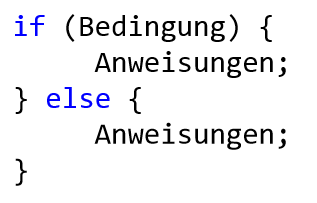 if (Bedingung) {
     Anweisungen;
} else {
     Anweisungen;
}